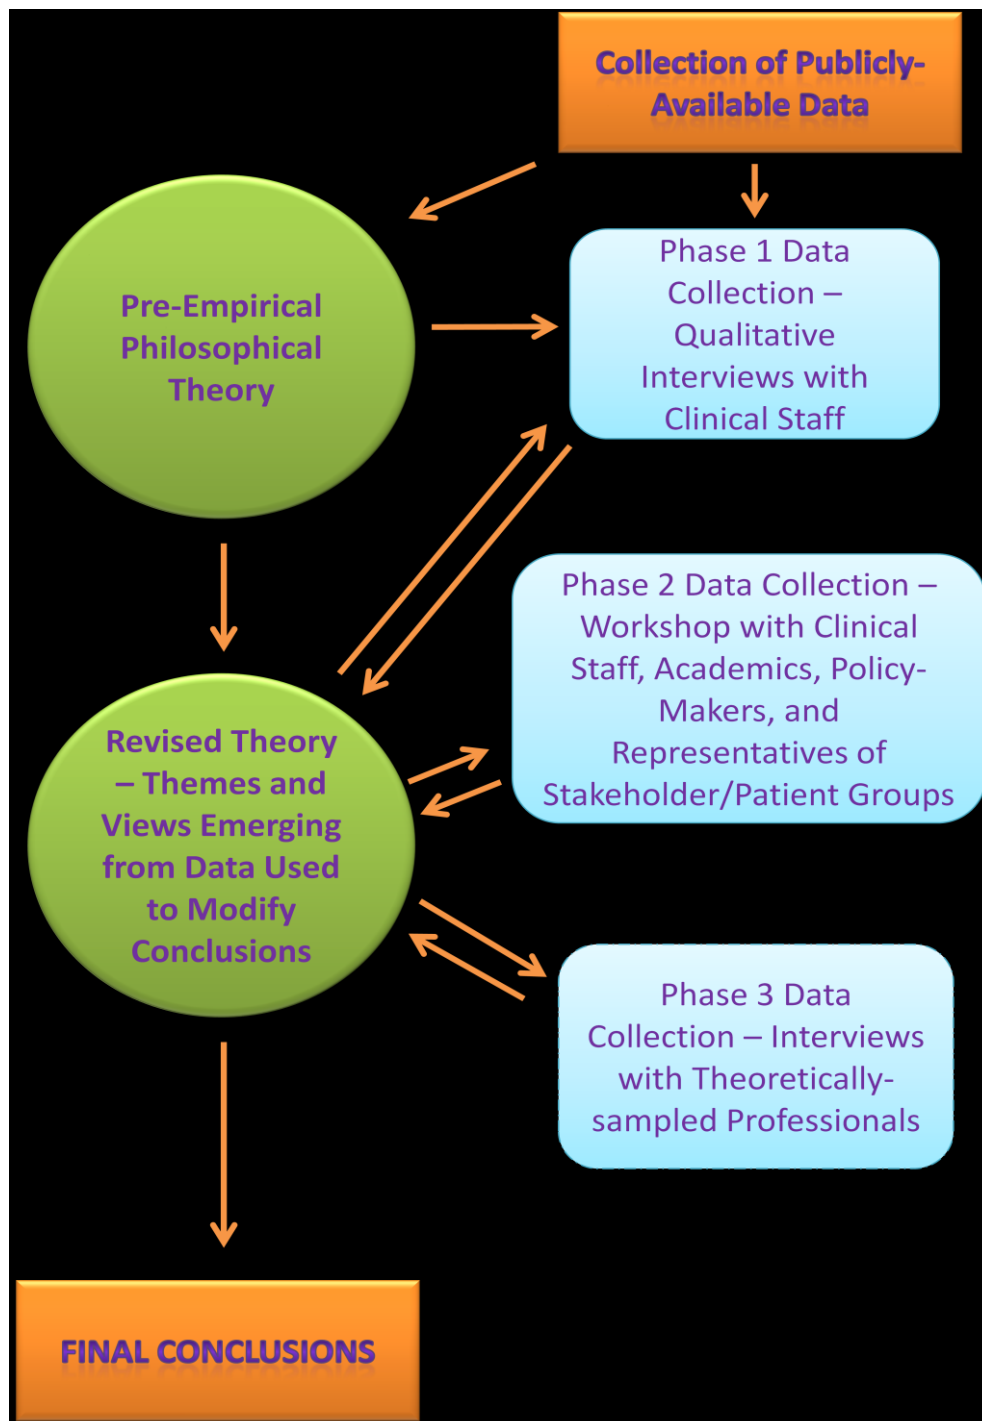 Collection of Publicly-
Available Data
Pre-Empirical
Philosophical
Theory
Phase 1 Data
Collection –
Qualitative
Interviews with
Clinical Staff
Phase 2 Data Collection –
Workshop with Clinical
Staff, Academics, Policy-
Makers, and
Representatives of
Stakeholder/Patient Groups
Revised Theory
– Themes and
Views Emerging
from Data Used
to Modify
Conclusions
Phase 3 Data
Collection – Interviews
with Theoretically-
sampled Professionals
FINAL CONCLUSIONS